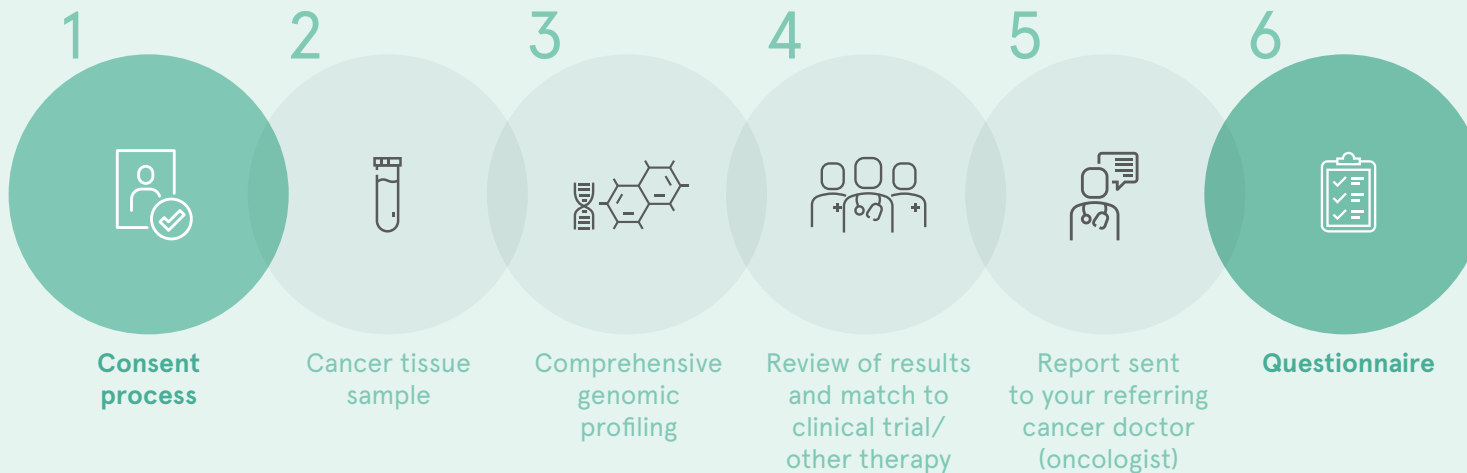 1
2
3
4
5
6
Consent
process
Cancer tissue
sample
Comprehensive
genomic
profiling
Review of results
and match to
clinical trial/
other therapy
Report sent
to your referring
cancer doctor
(oncologist)
Questionnaire